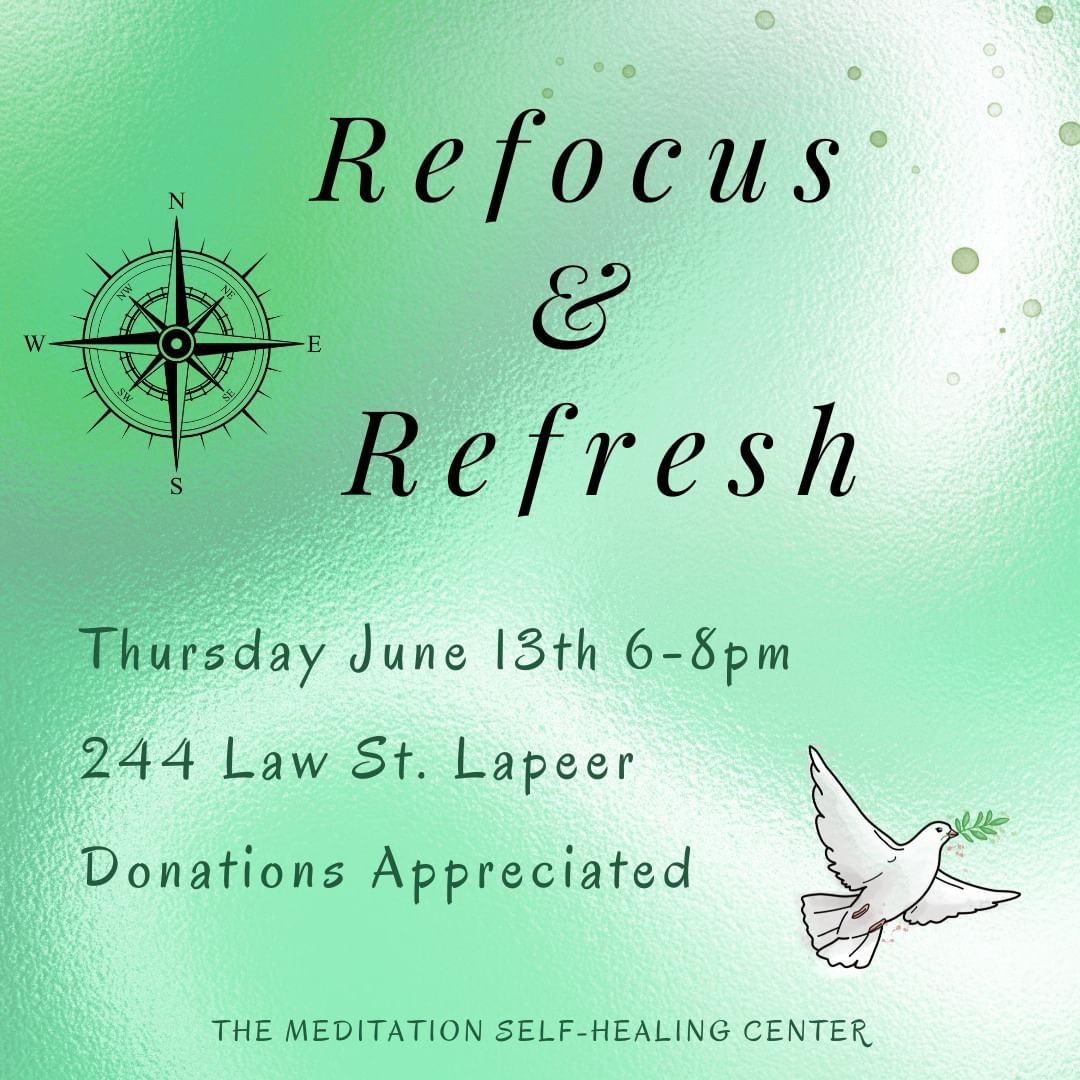 Refocus
&
Refresh
N
NW NE
W E
SW SE
S
Thursday June 13th 6-8pm
244 Law St. Lapeer
Donations Appreciated
THE MEDITATION SELF-HEALING CENTER